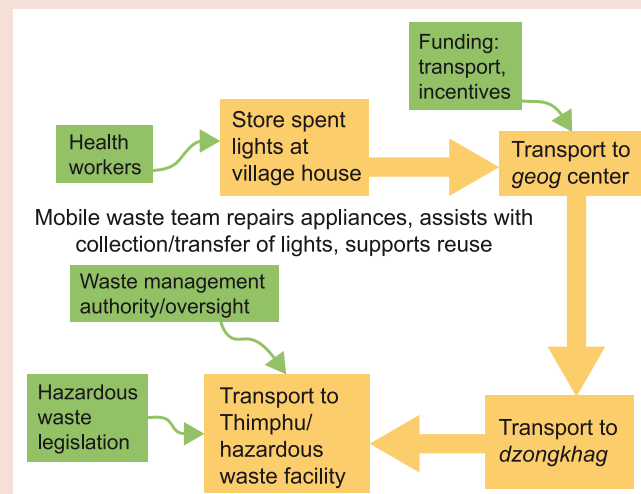 Funding:
transport,
incentives
Health
workers
Store spent
lights at
village house
Transport to
geog center
Mobile waste team repairs appliances, assists with
collection/transfer of lights, supports reuse
Waste management
authority/oversight
Hazardous
waste
legislation
Transport to
Thimphu/
hazardous
waste facility
Transport to
dzongkhag